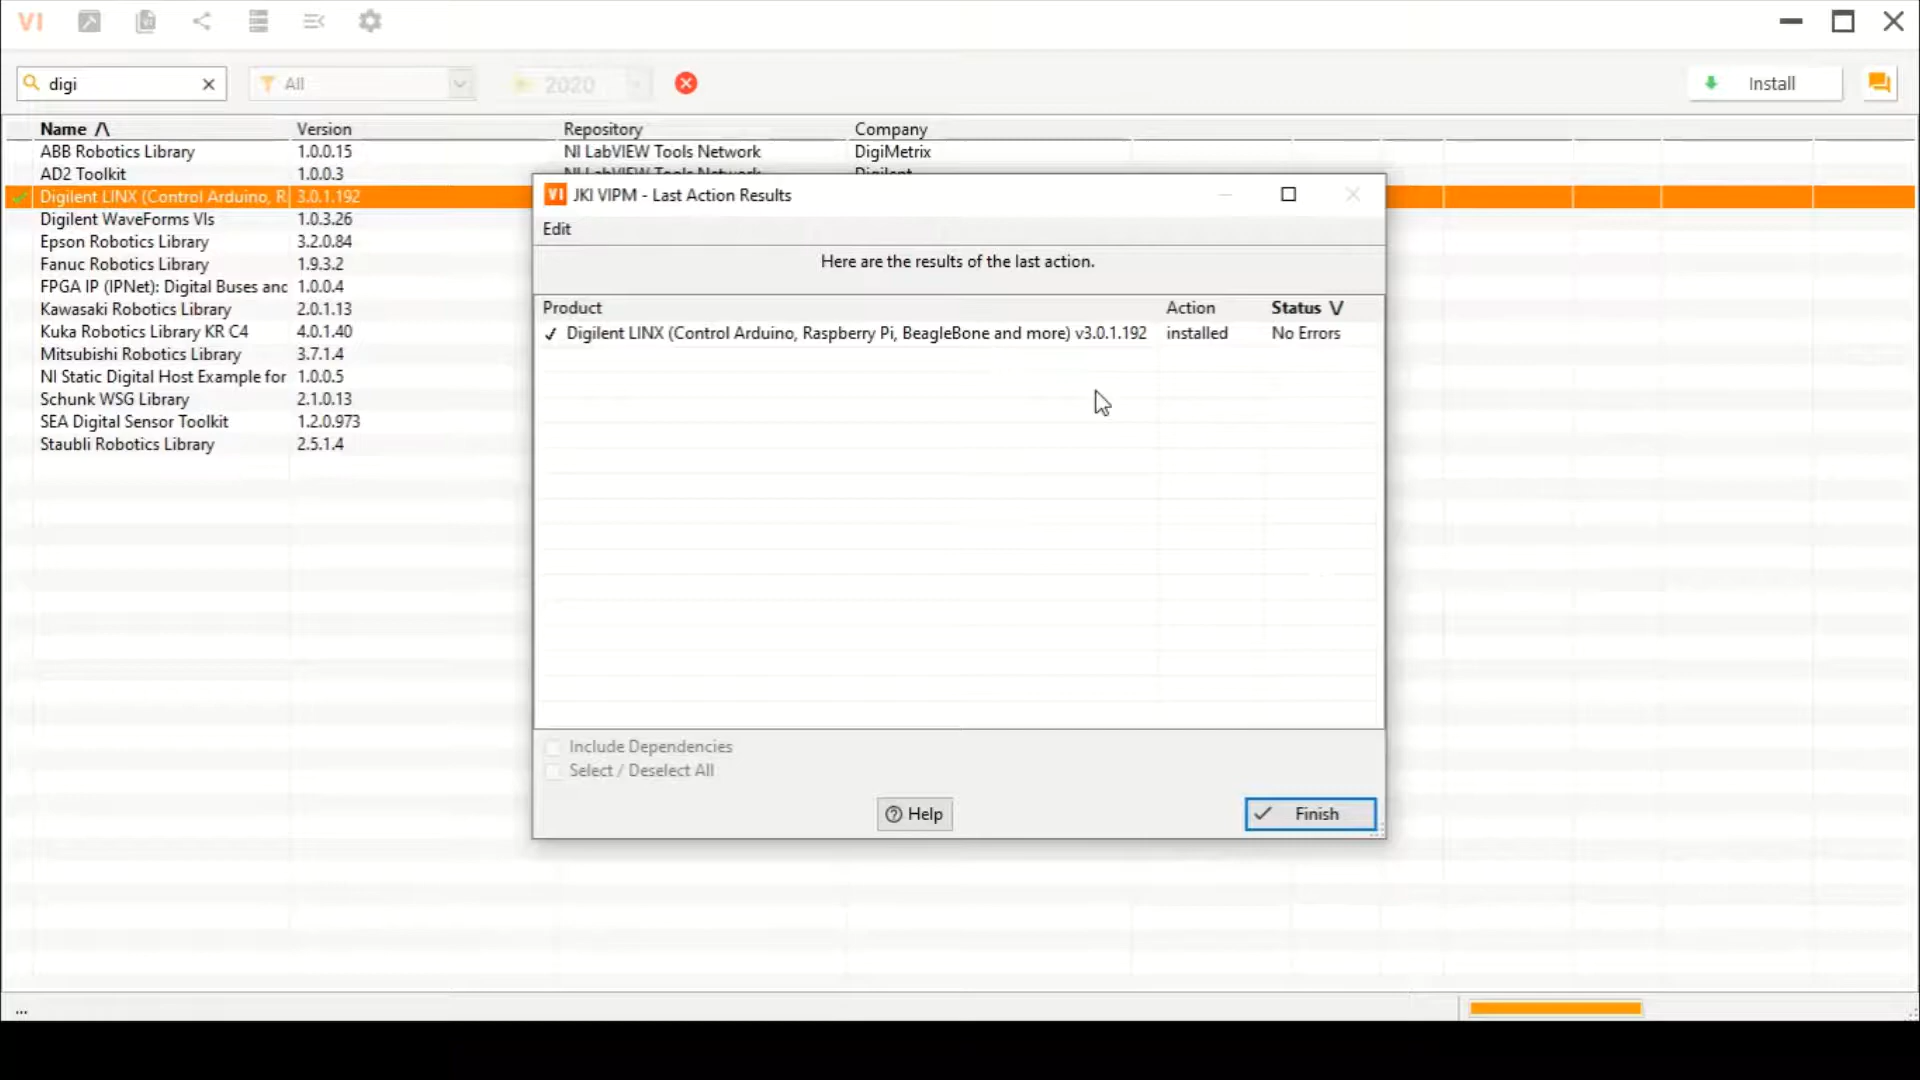 VI
digi
All
2020
Install
Name Version Repository Company
ABB Robotics Library 1.0.0.15 NI LabVIEW Tools Network DigiMetrix
AD2 Toolkit 1.0.0.3 NI LabVIEW Tools Network Digilent
Digilent LINX (Control Arduino, R 3.0.1.192
Digilent WaveForms VIs 1.0.3.26
Epson Robotics Library 3.2.0.84
Fanuc Robotics Library 1.9.3.2
FPGA IP (IPNet): Digital Buses anc 1.0.0.4
Kawasaki Robotics Library 2.0.1.13
Kuka Robotics Library KR C4 4.0.1.40
Mitsubishi Robotics Library 3.7.1.4
NI Static Digital Host Example for 1.0.0.5
Schunk WSG Library 2.1.0.13
SEA Digital Sensor Toolkit 1.2.0.973
Staubli Robotics Library 2.5.1.4
VI JKI VIPM - Last Action Results
Edit
Here are the results of the last action.
Product Action Status
Digilent LINX (Control Arduino, Raspberry Pi, BeagleBone and more) v3.0.1.192 installed No Errors
Include Dependencies
Select / Deselect All
Help
Finish
...